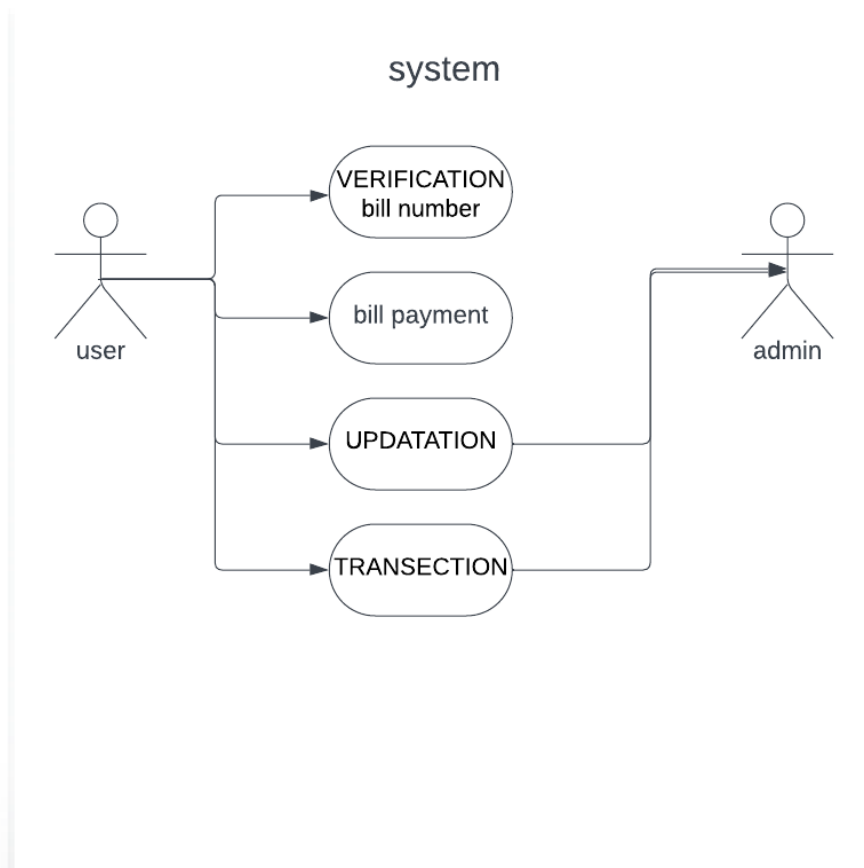 system
VERIFICATION
bill number
bill payment
user
admin
UPDATATION
TRANSECTION